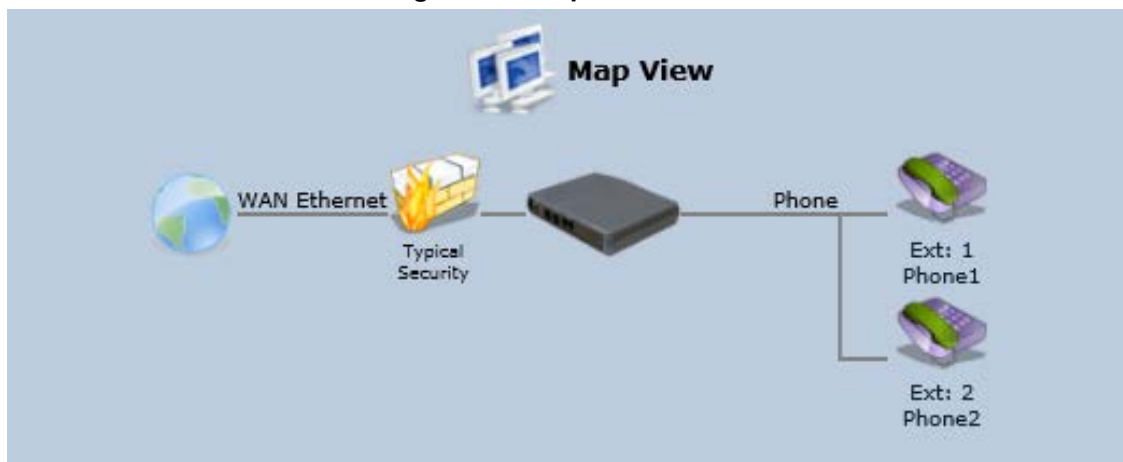 Map View
WAN Ethernet
Typical
Security
Phone
Ext: 1
Phone1
Ext: 2
Phone2